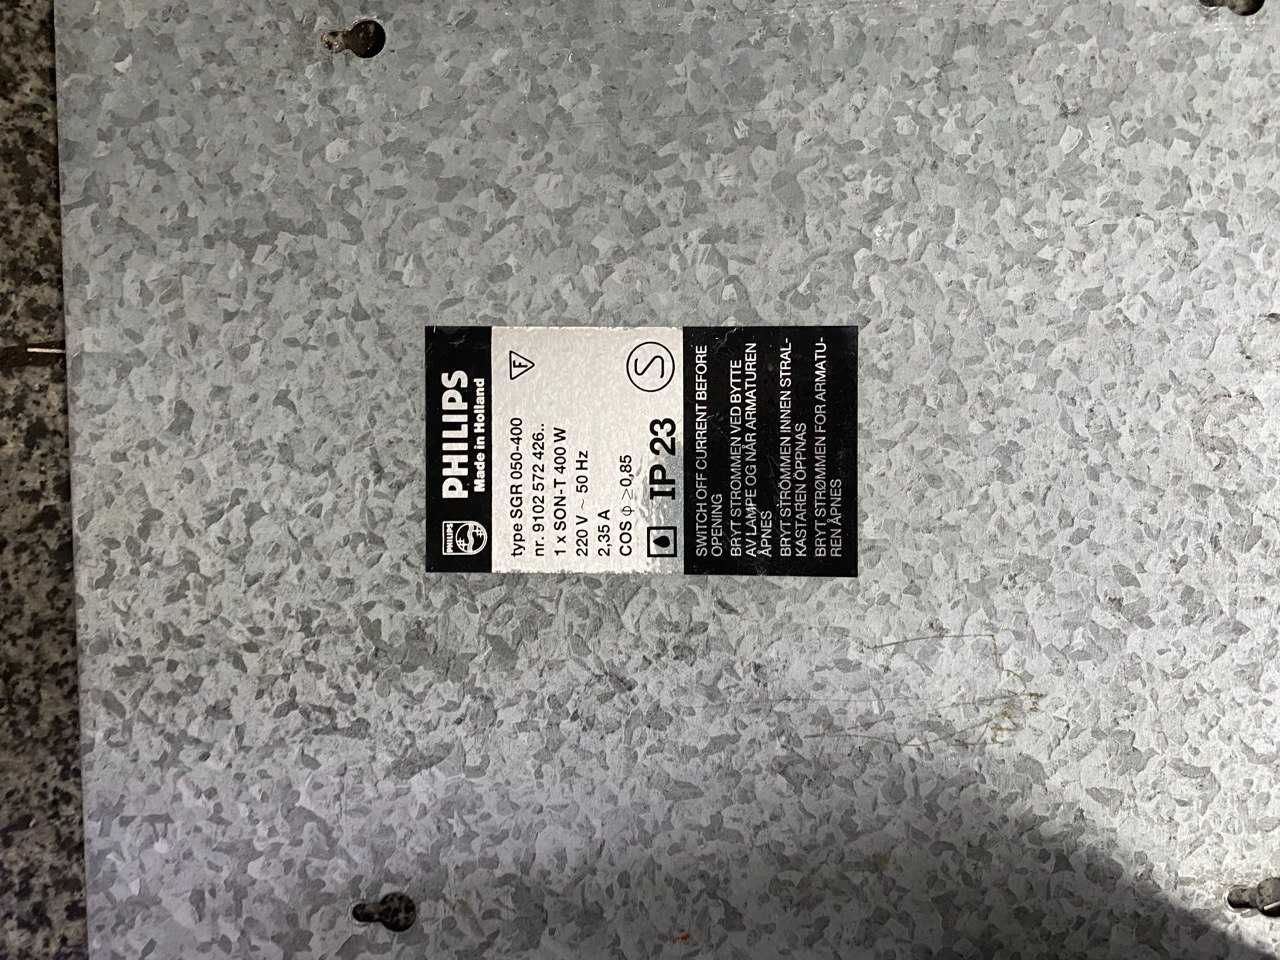 PHILIPS
PHILIPS
Made in Holland
type SGR 050-400
F
nr. 9102 572 426..
1 x SON-T 400 W
220 V ~ 50 Hz
2,35 A
COS ϕ ≥0,85
S
IP 23
SWITCH OFF CURRENT BEFORE
OPENING
BRYT STRØMMEN VED BYTTE
AV LAMPE OG NÅR ARMATUREN
ÅPNES
BRYT STRÖMMEN INNEN STRAL-
KASTAREN ÖPPNAS
BRYT STRØMMEN FOR ARMATU-
REN ÅPNES